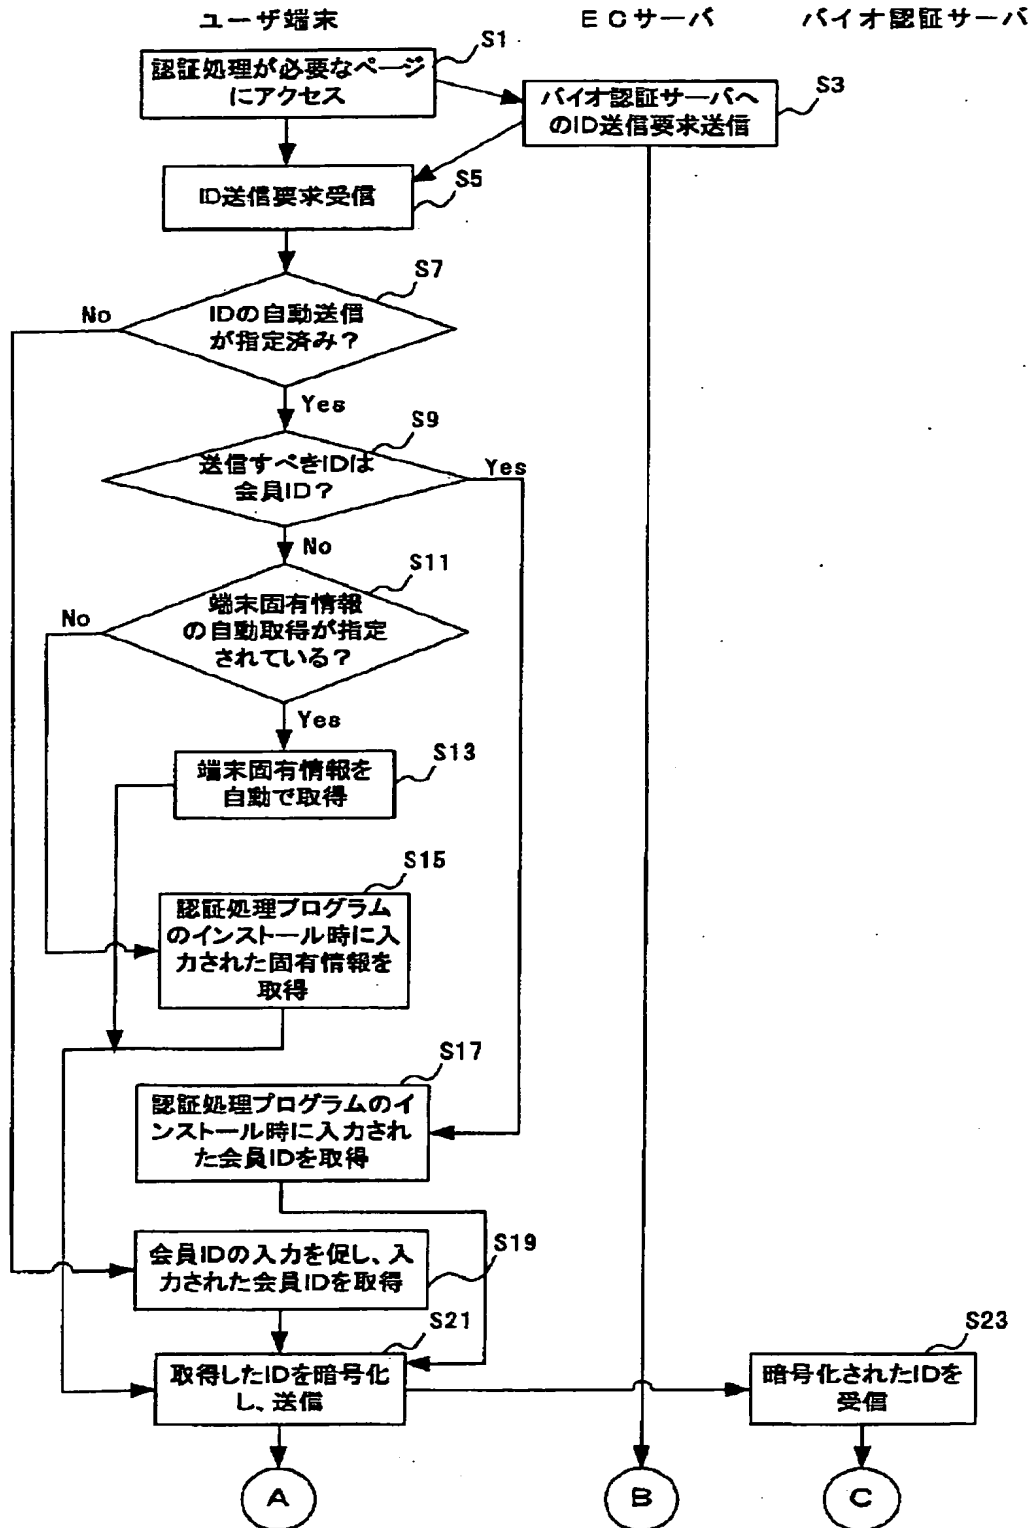 ユーザ端末
ECサーバ
バイオ認証サーバ
S1
認証処理が必要なページ
にアクセス
S3
バイオ認証サーバへ
のID送信要求送信
S5
ID送信要求受信
S7
IDの自動送信
が指定済み?
No
Yes
S9
送信すべきIDは
会員ID?
Yes
No
S11
端末固有情報
の自動取得が指定
されている?
No
Yes
S13
端末固有情報を
自動で取得
S15
認証処理プログラム
のインストール時に入
力された固有情報を
取得
S17
認証処理プログラムのイ
ンストール時に入力され
た会員IDを取得
S19
会員IDの入力を促し、入
力された会員IDを取得
S21
取得したIDを暗号化
し、送信
S23
暗号化されたIDを
受信
A
B
C